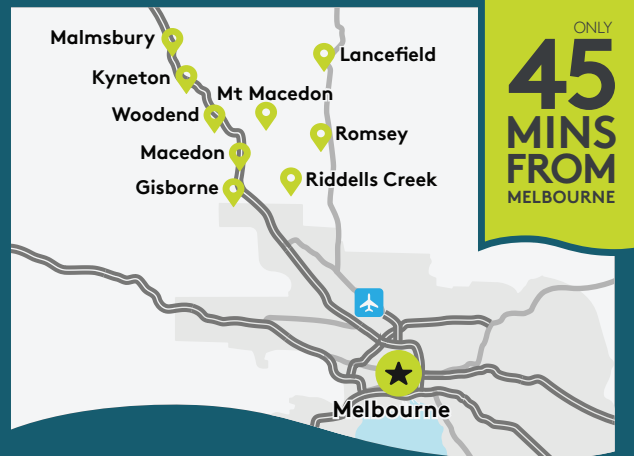 Malmsbury
Kyneton
Mt Macedon
Woodend
Macedon
Gisborne
Lancefield
Romsey
Riddells Creek
Melbourne
ONLY
45
MINS
FROM
MELBOURNE